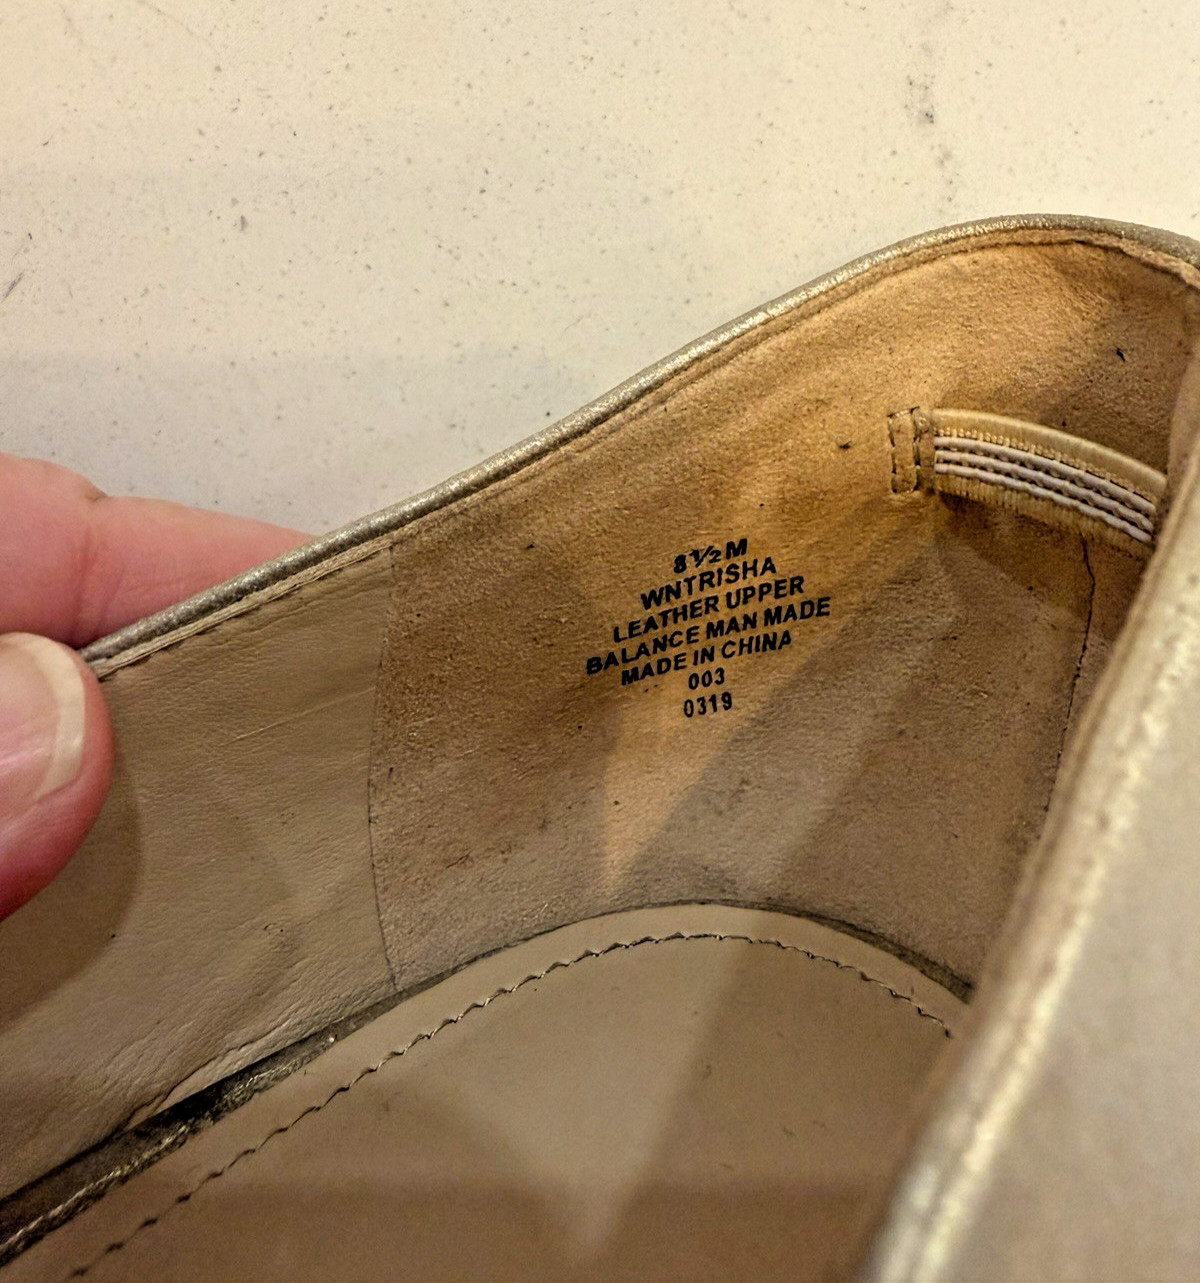 8½M
WNTRISHA
LEATHER UPPER
BALANCE MAN MADE
MADE IN CHINA
003
0319